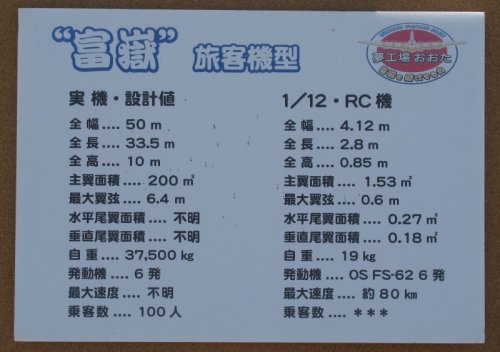 “富嶽” 旅客機型
夢工場 おおた
実 機・設計値
全 幅 .... 50 m
全 長 .... 33.5 m
全 高 .... 10 m
主翼面積 .... 200 ㎡
最大翼弦 .... 6.4 m
水平尾翼面積 .... 不明
垂直尾翼面積 .... 不明
自 重 .... 37,500 kg
発動機 .... 6 発
最大速度 .... 不明
乗客数 .... 100 人
1/12・RC 機
全 幅 .... 4.12 m
全 長 .... 2.8 m
全 高 .... 0.85 m
主翼面積 .... 1.53 ㎡
最大翼弦 .... 0.6 m
水平尾翼面積 .... 0.27 ㎡
垂直尾翼面積 .... 0.18 ㎡
自 重 .... 19 kg
発動機 .... OS FS-62 6 発
最大速度 .... 約 80 km
乗客数 .... ＊＊＊